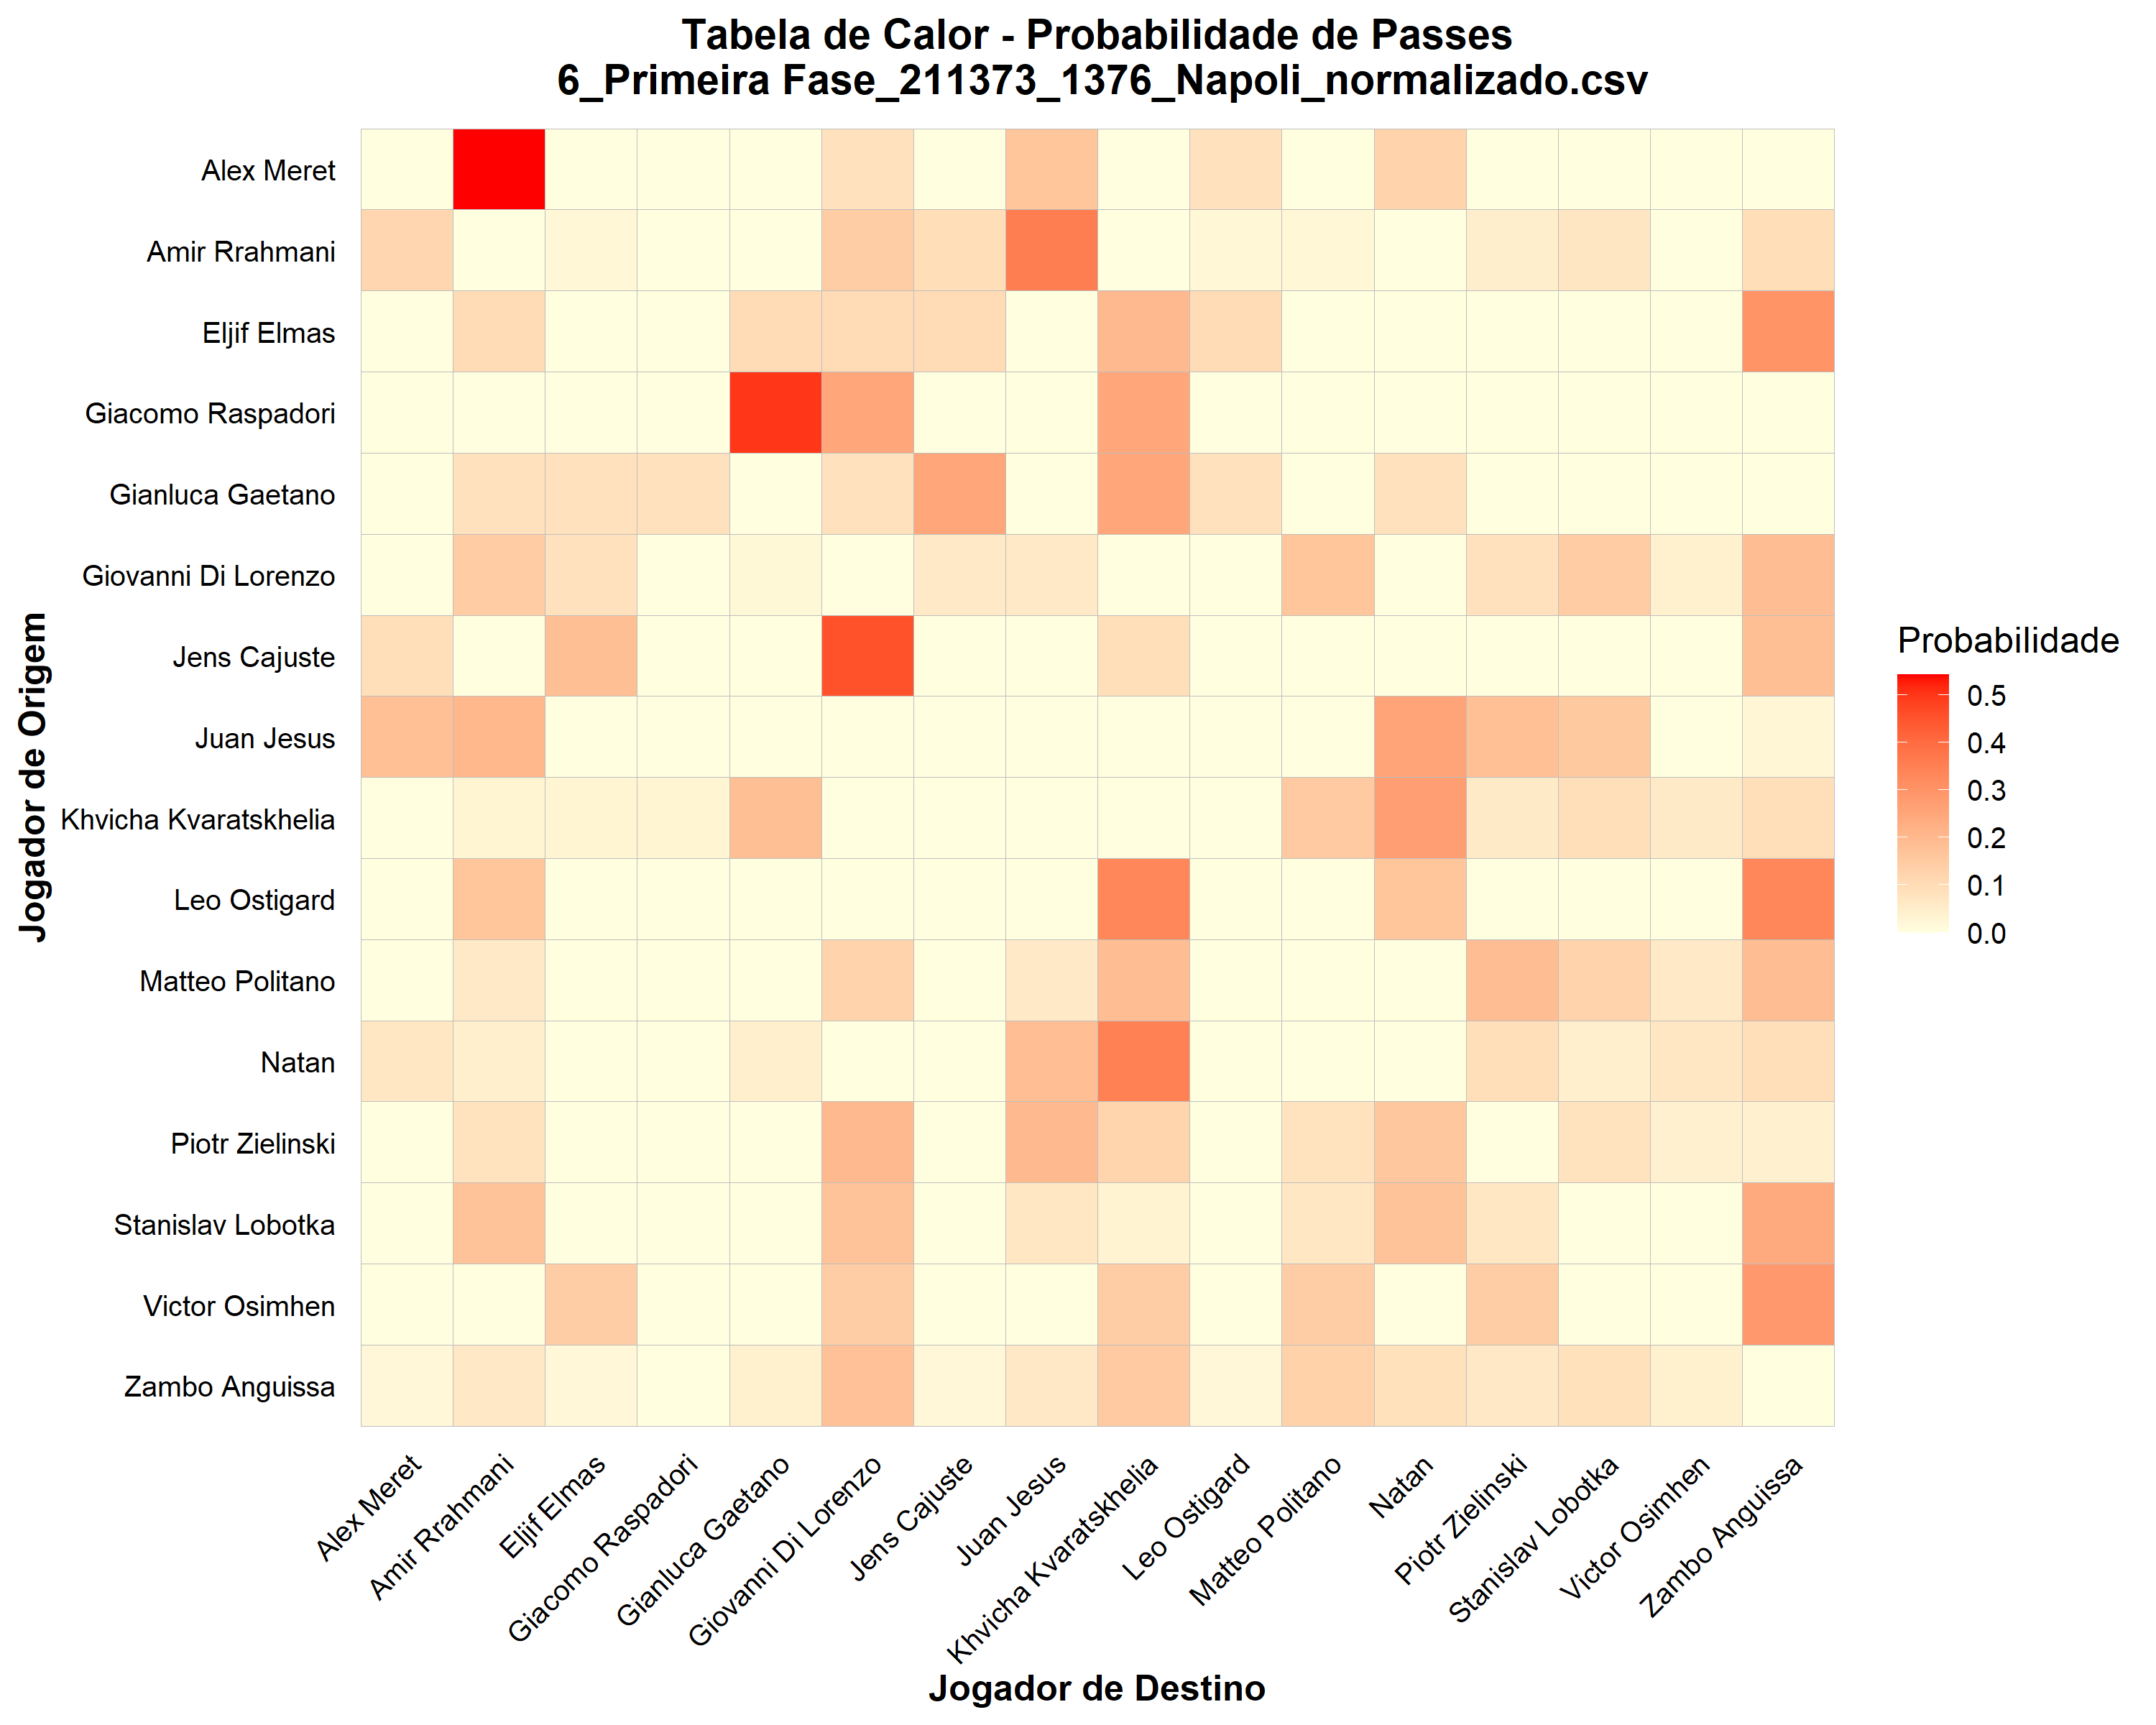 Tabela de Calor - Probabilidade de Passes
6_Primeira Fase_211373_1376_Napoli_normalizado.csv
Jogador de Origem
Alex Meret
Amir Rrahmani
Eljif Elmas
Giacomo Raspadori
Gianluca Gaetano
Giovanni Di Lorenzo
Jens Cajuste
Juan Jesus
Khvicha Kvaratskhelia
Leo Ostigard
Matteo Politano
Natan
Piotr Zielinski
Stanislav Lobotka
Victor Osimhen
Zambo Anguissa
Alex Meret
Amir Rrahmani
Eljif Elmas
Giacomo Raspadori
Gianluca Gaetano
Giovanni Di Lorenzo
Jens Cajuste
Juan Jesus
Khvicha Kvaratskhelia
Leo Ostigard
Matteo Politano
Natan
Piotr Zielinski
Stanislav Lobotka
Victor Osimhen
Zambo Anguissa
Jogador de Destino
Probabilidade
0.5
0.4
0.3
0.2
0.1
0.0